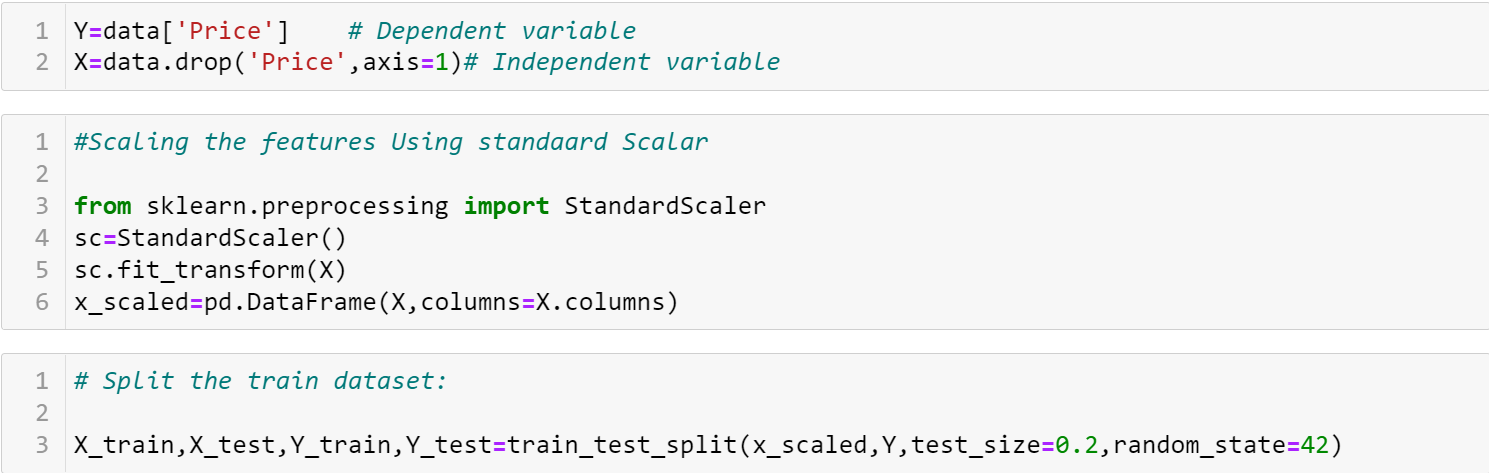 1 Y=data['Price']    # Dependent variable
2 X=data.drop('Price',axis=1)# Independent variable
1 #Scaling the features Using standaard Scalar
2
3 from sklearn.preprocessing import StandardScaler
4 sc=StandardScaler()
5 sc.fit_transform(X)
6 x_scaled=pd.DataFrame(X,columns=X.columns)
1 # Split the train dataset:
2
3 X_train,X_test,Y_train,Y_test=train_test_split(x_scaled,Y,test_size=0.2,random_state=42)